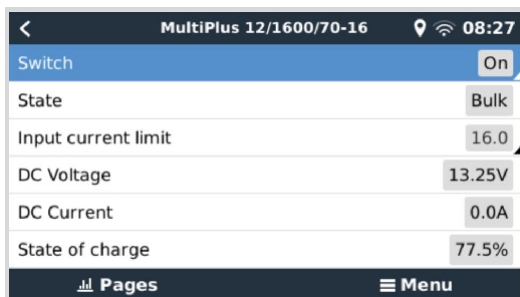 MultiPlus 12/1600/70-16 08:27
Switch On
State Bulk
Input current limit 16.0
DC Voltage 13.25V
DC Current 0.0A
State of charge 77.5%
Pages Menu